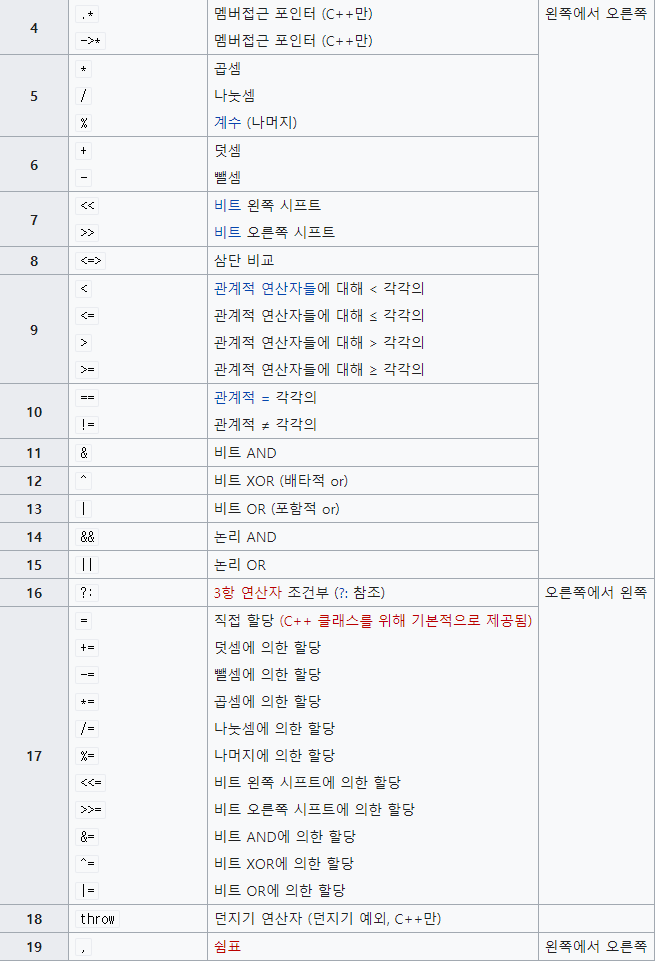 4 .* 멤버접근 포인터 (C++만) 왼쪽에서 오른쪽
->* 멤버접근 포인터 (C++만)
5 * 곱셈
/ 나눗셈
% 계수 (나머지)
6 + 덧셈
- 뺄셈
7 << 비트 왼쪽 시프트
>> 비트 오른쪽 시프트
8 <=> 삼단 비교
9 < 관계적 연산자들에 대해 < 각각의
<= 관계적 연산자들에 대해 ≤ 각각의
> 관계적 연산자들에 대해 > 각각의
>= 관계적 연산자들에 대해 ≥ 각각의
10 == 관계적 = 각각의
!= 관계적 ≠ 각각의
11 & 비트 AND
12 ^ 비트 XOR (배타적 or)
13 | 비트 OR (포함적 or)
14 && 논리 AND
15 || 논리 OR
16 ?: 3항 연산자 조건부 (?: 참조) 오른쪽에서 왼쪽
17 = 직접 할당 (C++ 클래스를 위해 기본적으로 제공됨)
+= 덧셈에 의한 할당
-= 뺄셈에 의한 할당
*= 곱셈에 의한 할당
/= 나눗셈에 의한 할당
%= 나머지에 의한 할당
<<= 비트 왼쪽 시프트에 의한 할당
>>= 비트 오른쪽 시프트에 의한 할당
&= 비트 AND에 의한 할당
^= 비트 XOR에 의한 할당
|= 비트 OR에 의한 할당
18 throw 던지기 연산자 (던지기 예외, C++만)
19 , 쉼표 왼쪽에서 오른쪽